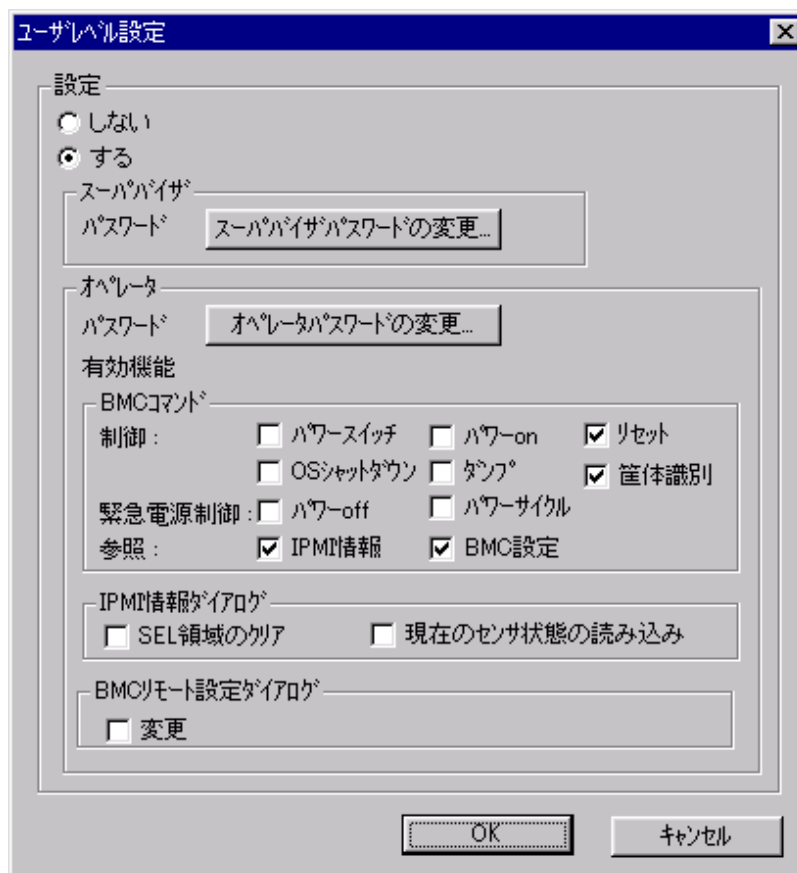 ユーザレベル設定
設定
しない
する
スーパバイザ
パスワード スーパバイザパスワードの変更...
オペレータ
パスワード オペレータパスワードの変更...
有効機能
BMCコマンド
制御: パワースイッチ パワーon リセット
OSシャットダウン ダンプ 筐体識別
緊急電源制御: パワーoff パワーサイクル
参照: IPMI情報 BMC設定
IPMI情報ダイアログ
SEL領域のクリア 現在のセンサ状態の読み込み
BMCリモート設定ダイアログ
変更
OK キャンセル